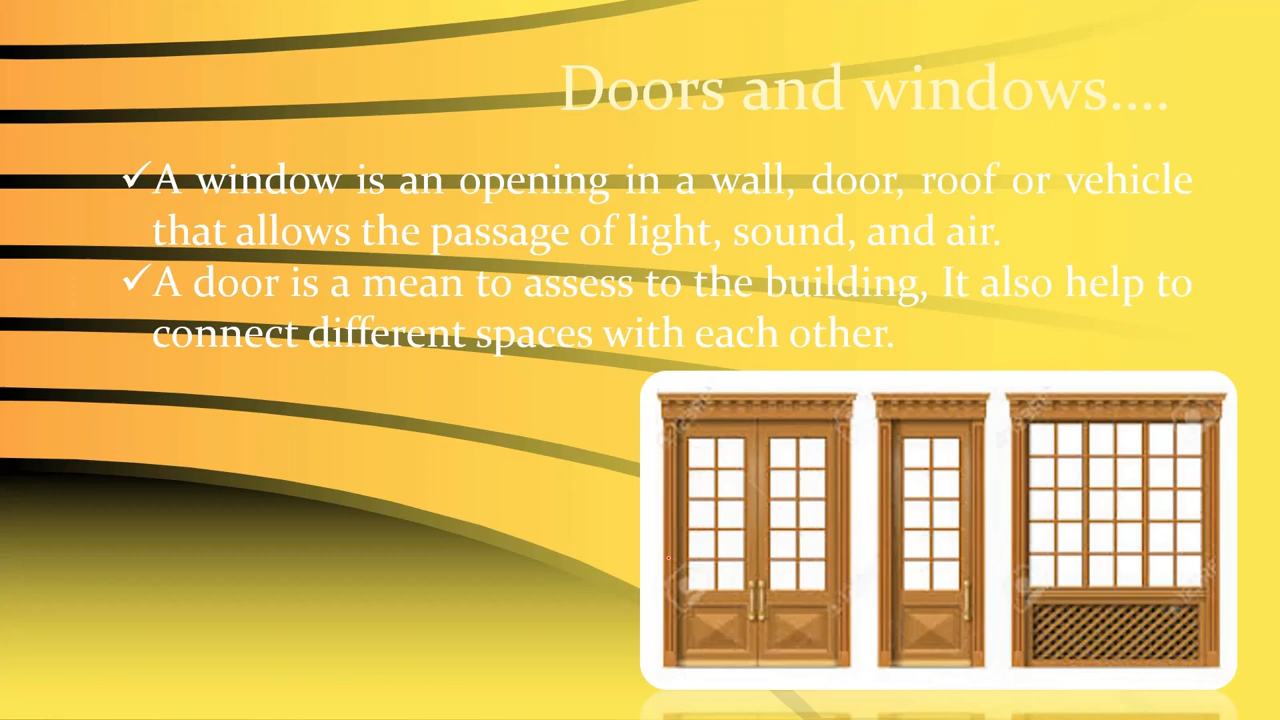 Doors and windows....
✓A window is an opening in a wall, door, roof or vehicle
that allows the passage of light, sound, and air.
✓A door is a mean to assess to the building, It also help to
connect different spaces with each other.